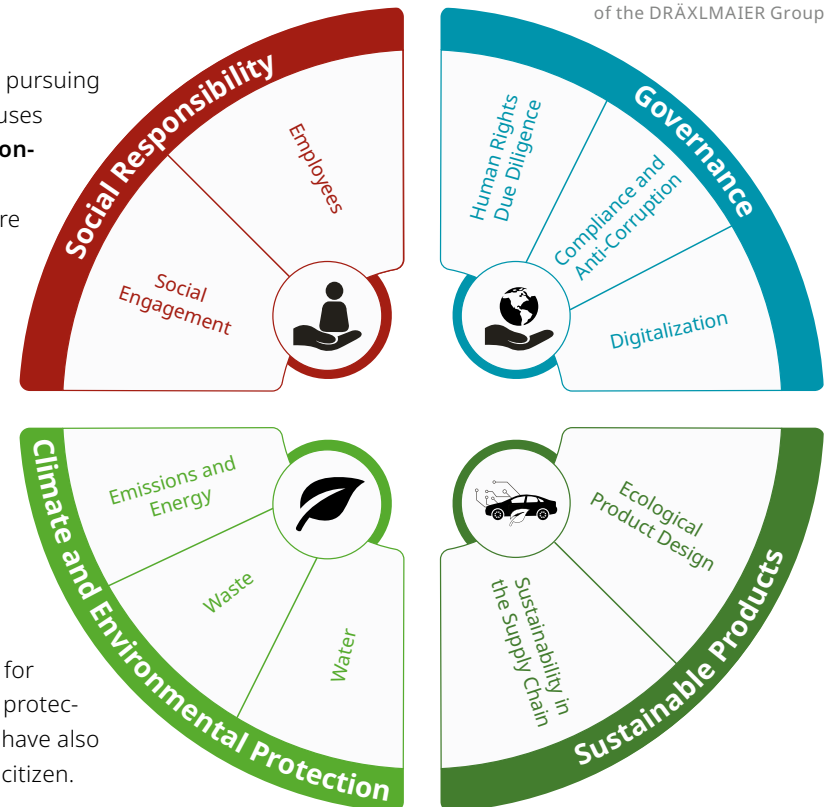 of the DRÄXLMAIER Group
pursuing
uses
on-
re
Social Responsibility
Employees
Social
Engagement
Governance
Human Rights
Due Diligence
Compliance and
Anti-Corruption
Digitalization
Climate and Environmental Protection
Emissions and
Energy
Waste
Water
Sustainable Products
Ecological
Product Design
Sustainability in
the Supply Chain
for
protec-
have also
citizen.